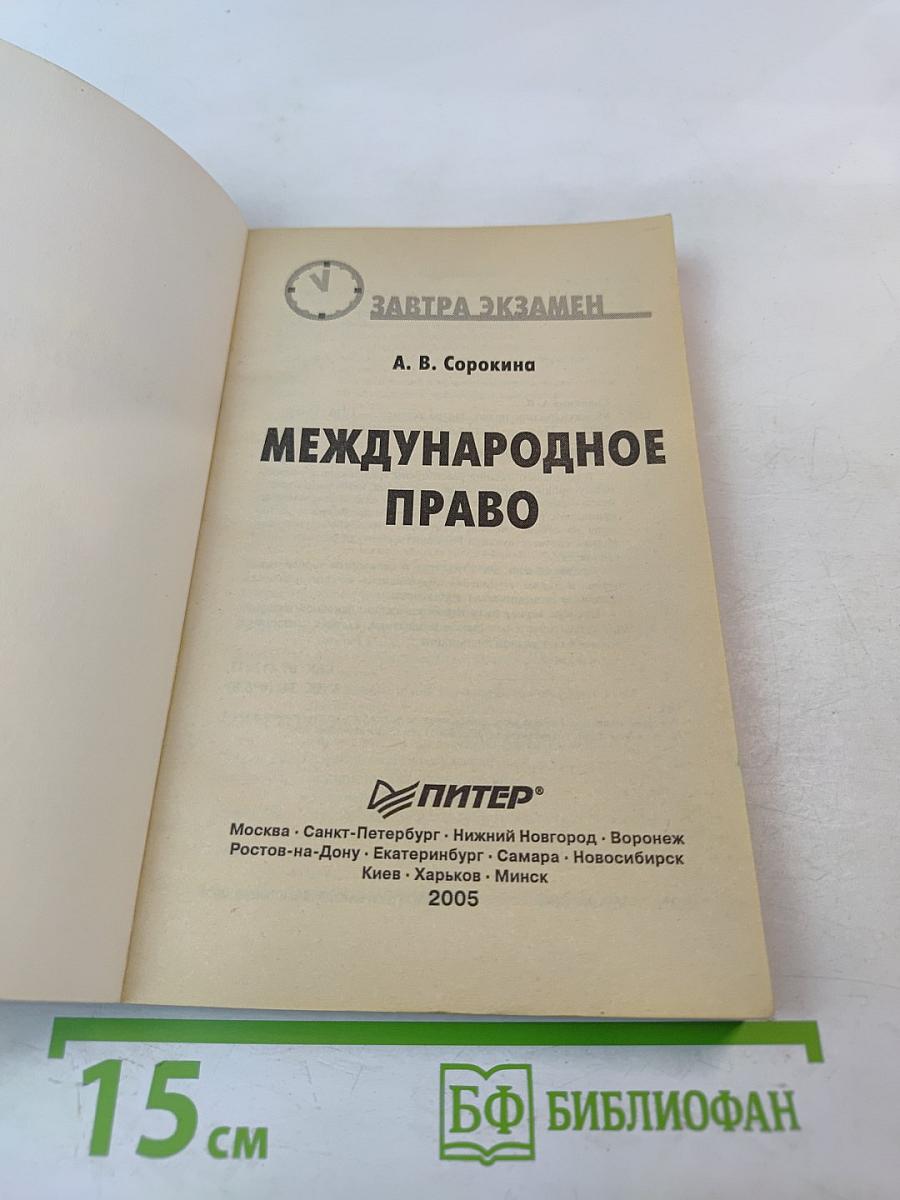 ЗАВТРА ЭКЗАМЕН
А. В. Сорокина
МЕЖДУНАРОДНОЕ
ПРАВО
ПИТЕР®
Москва · Санкт-Петербург · Нижний Новгород · Воронеж
Ростов-на-Дону · Екатеринбург · Самара · Новосибирск
Киев · Харьков · Минск
2005
15 см
БФ БИБЛИОФАН